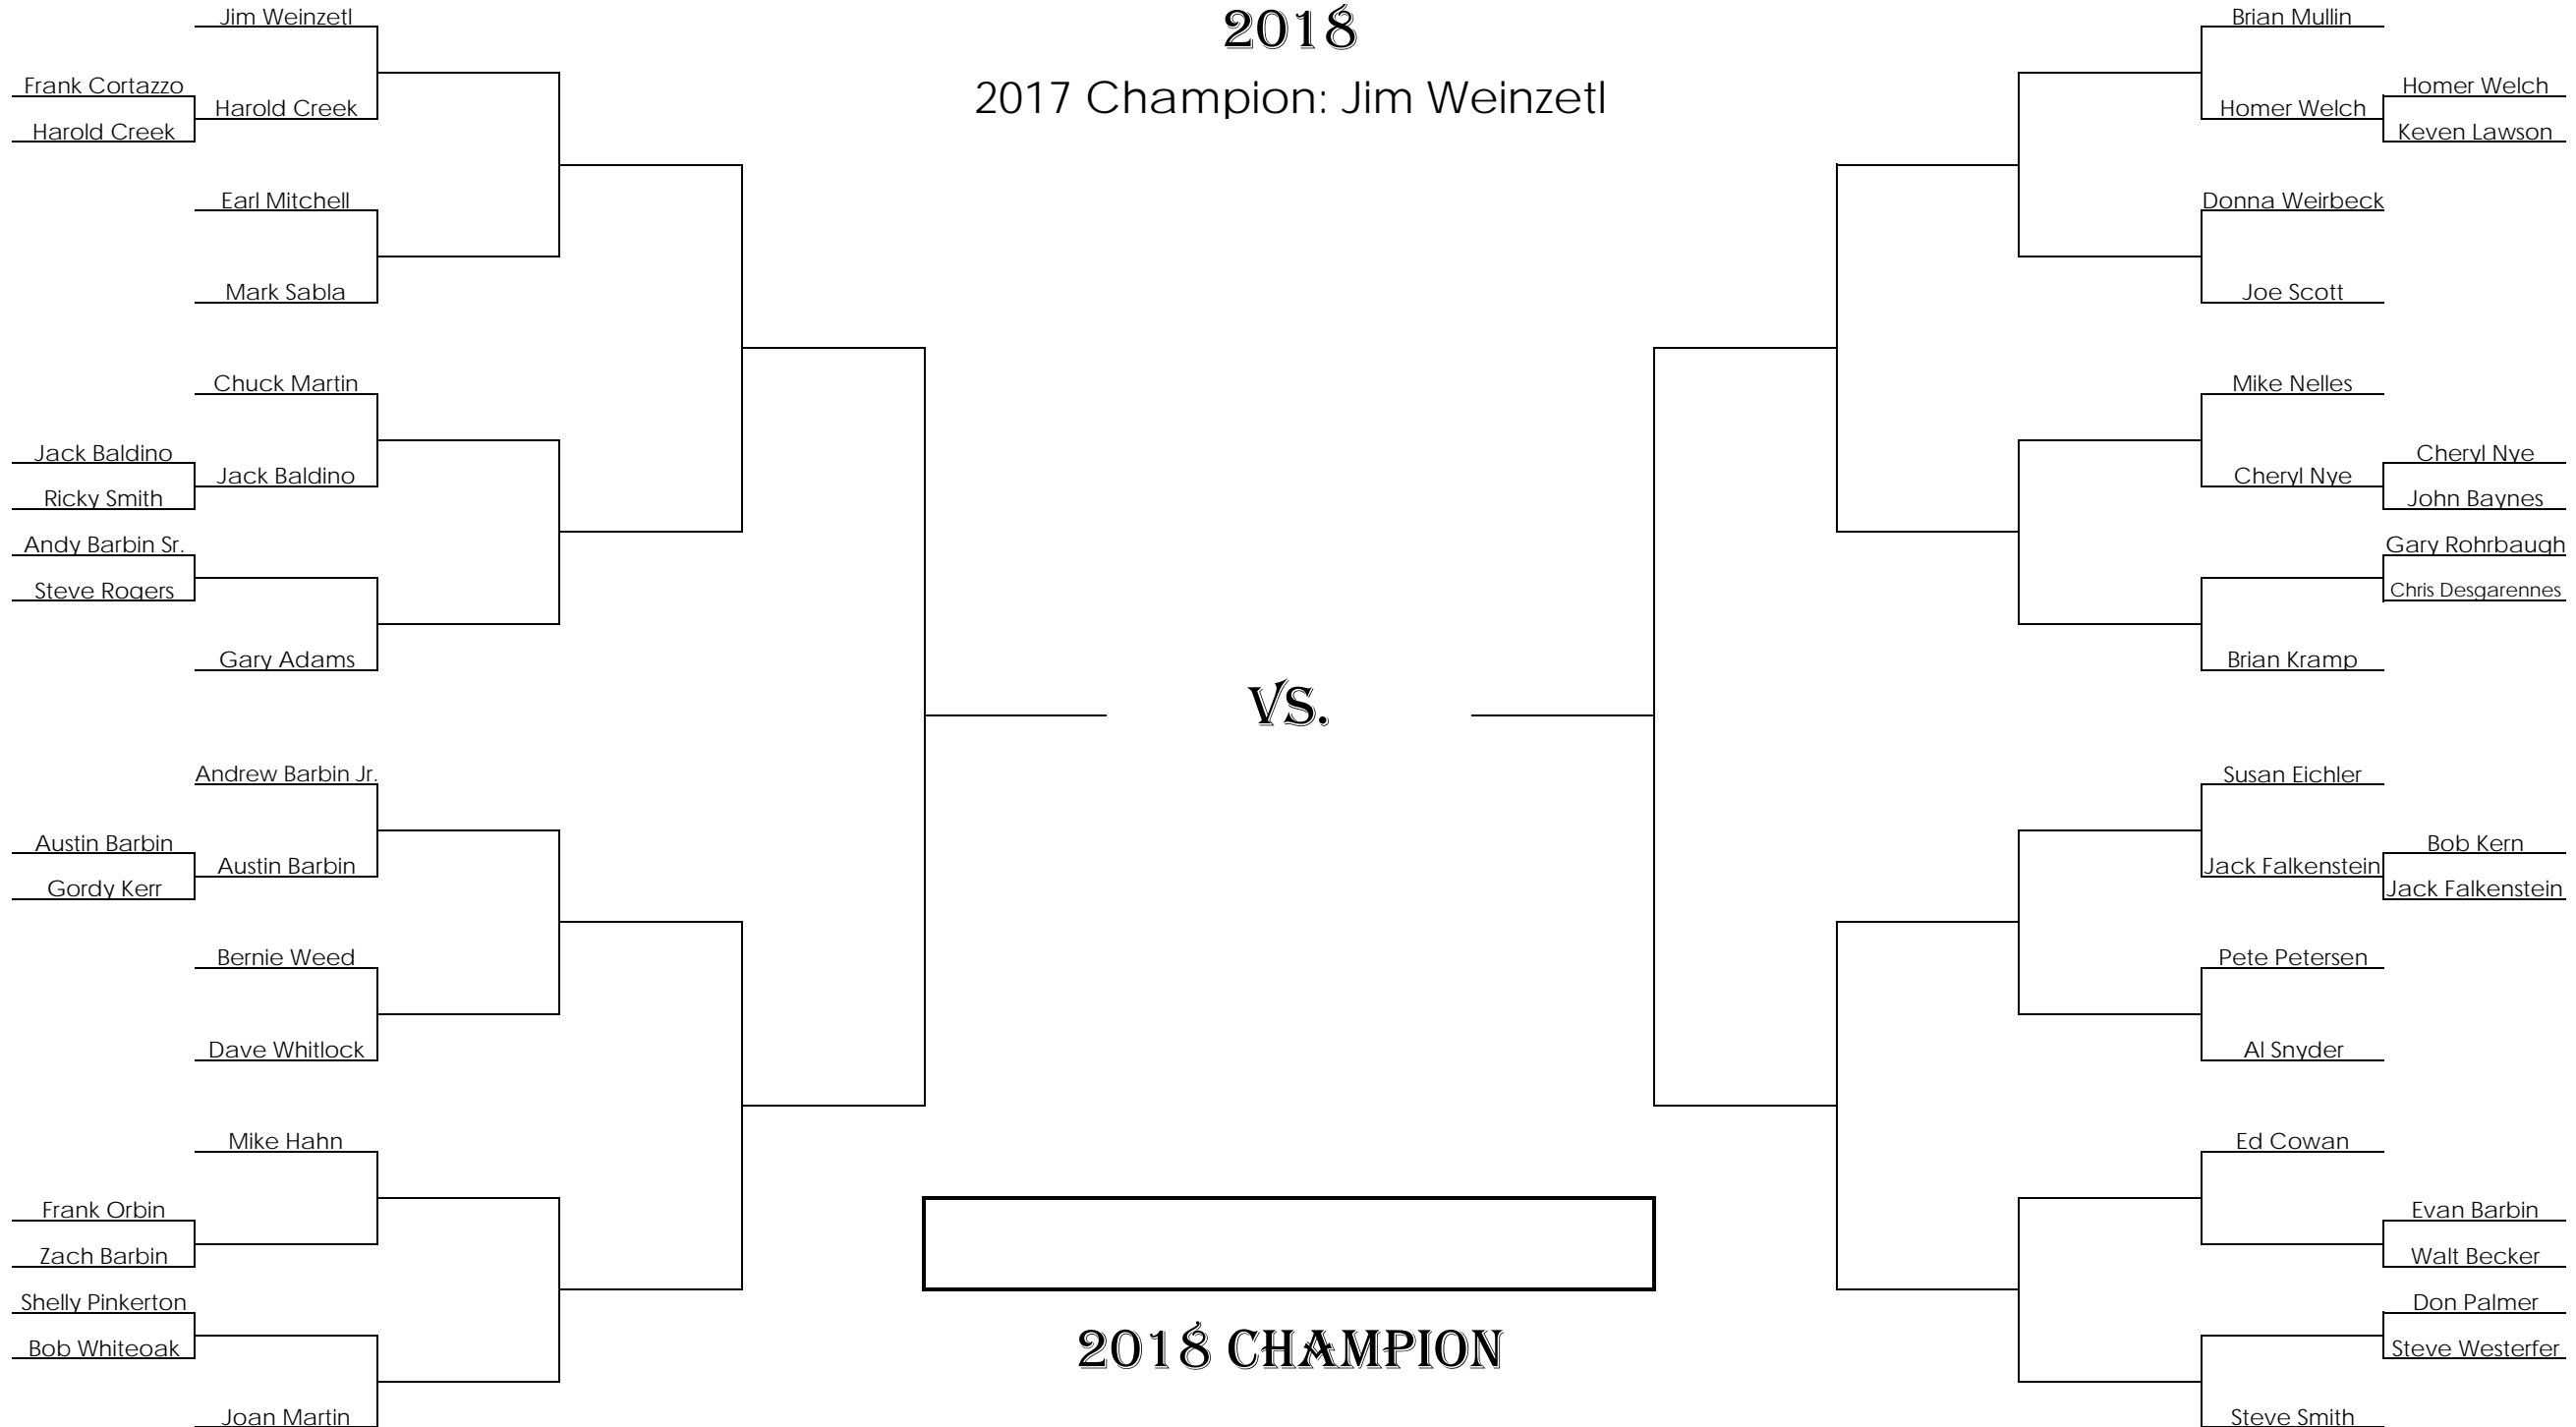 2018
2017 Champion: Jim Weinzetl
Jim Weinzetl
Frank Cortazzo
Harold Creek
Harold Creek
Earl Mitchell
Mark Sabla
Chuck Martin
Jack Baldino
Jack Baldino
Ricky Smith
Andy Barbin Sr.
Steve Rogers
Gary Adams
Andrew Barbin Jr.
Austin Barbin
Austin Barbin
Gordy Kerr
Bernie Weed
Dave Whitlock
Mike Hahn
Frank Orbin
Zach Barbin
Shelly Pinkerton
Bob Whiteoak
Joan Martin
VS.
2018 CHAMPION
Brian Mullin
Homer Welch
Homer Welch
Keven Lawson
Donna Weirbeck
Joe Scott
Mike Nelles
Cheryl Nye
Cheryl Nye
John Baynes
Gary Rohrbaugh
Chris Desgarennes
Brian Kramp
Susan Eichler
Bob Kern
Jack Falkenstein
Jack Falkenstein
Pete Petersen
Al Snyder
Ed Cowan
Evan Barbin
Walt Becker
Don Palmer
Steve Westerfer
Steve Smith